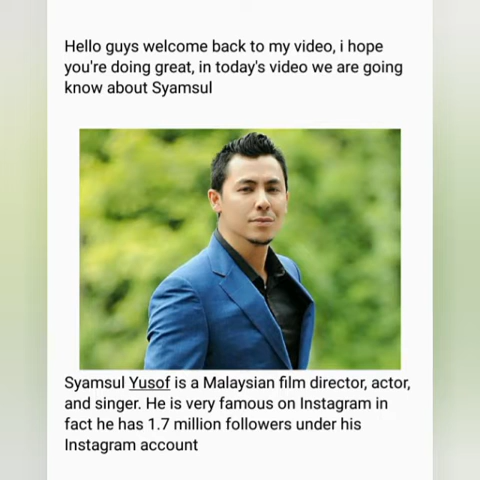 Hello guys welcome back to my video, i hope
you're doing great, in today's video we are going
know about Syamsul
Syamsul Yusof is a Malaysian film director, actor,
and singer. He is very famous on Instagram in
fact he has 1.7 million followers under his
Instagram account